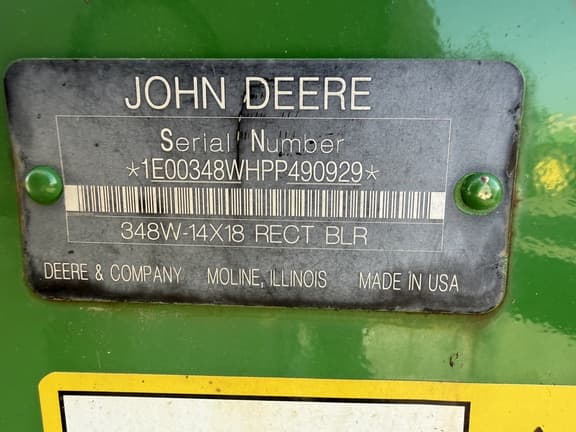 JOHN DEERE
Serial Number
*1E00348WHPP490929*
348W-14X18 RECT BLR
DEERE & COMPANY MOLINE, ILLINOIS MADE IN USA